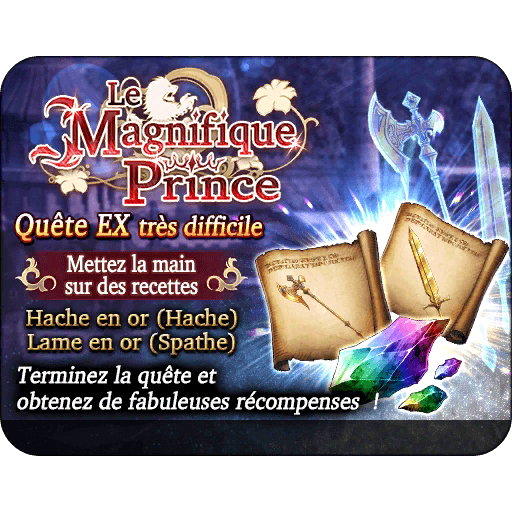 Le
Magnifique
Prince
Quête EX très difficile
Mettez la main
sur des recettes
Hache en or (Hache)
Lame en or (Spathe)
Terminez la quête et
obtenez de fabuleuses récompenses !